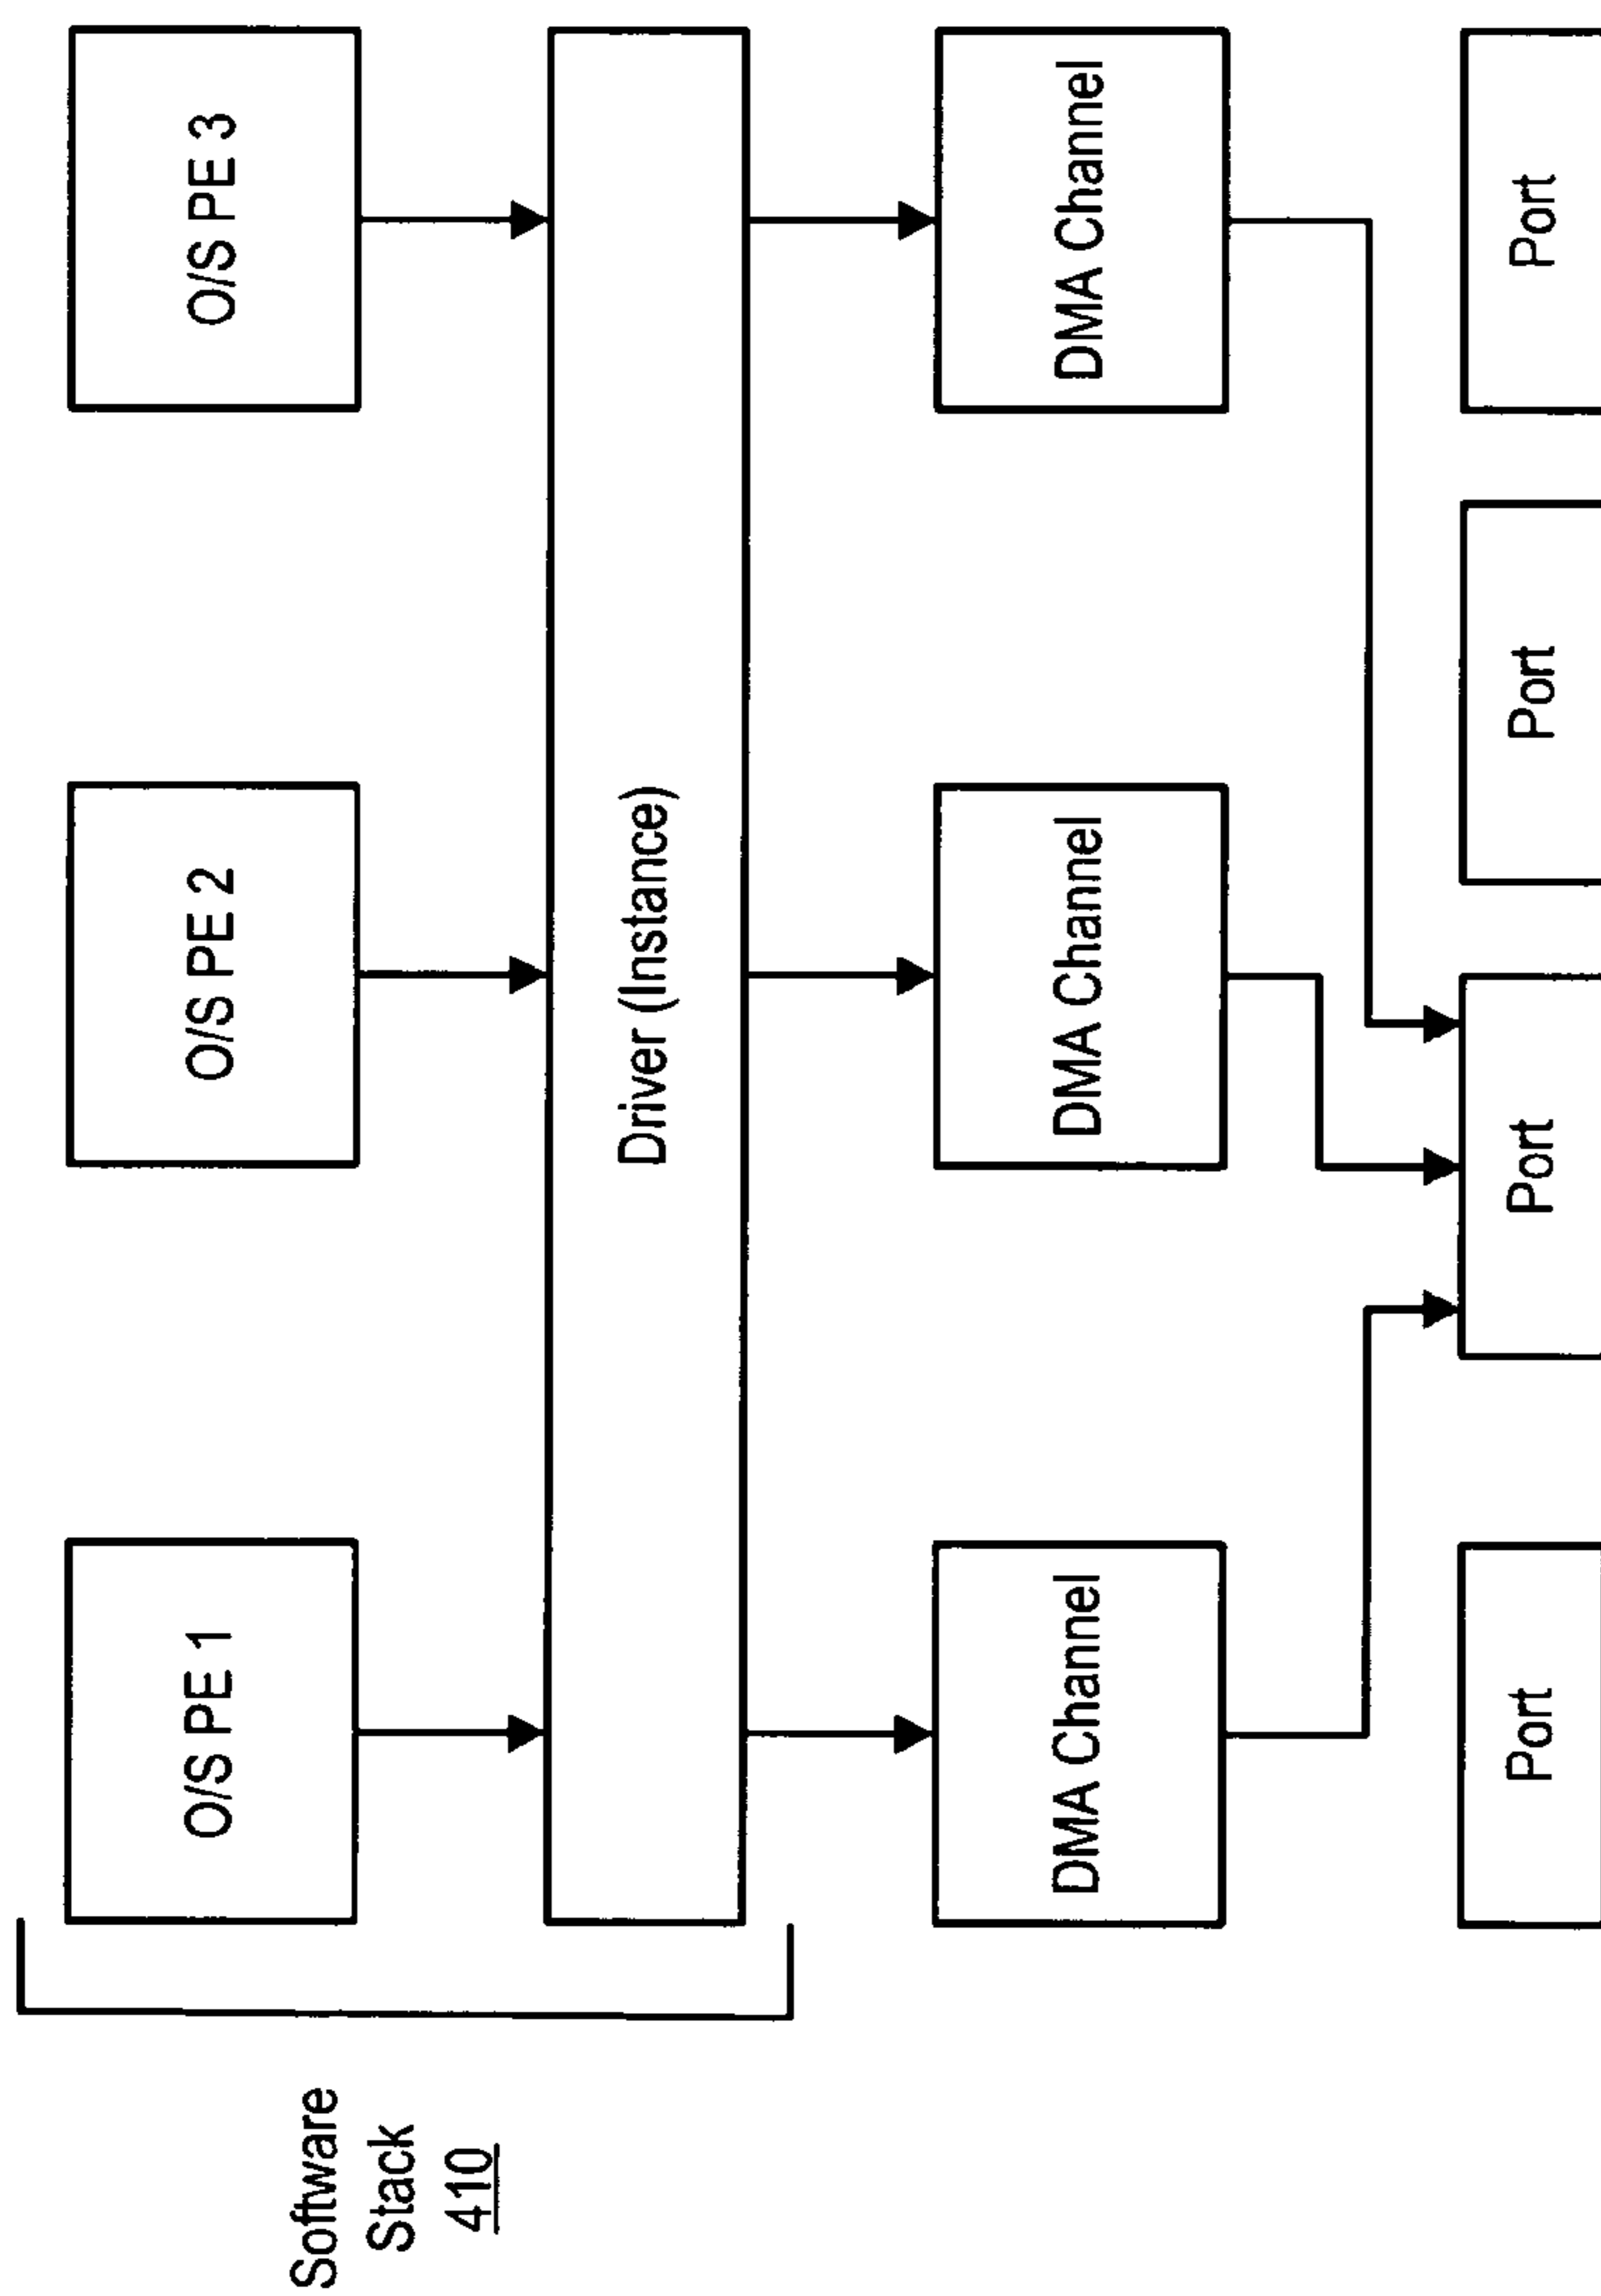 O/S PE 1
O/S PE 2
O/S PE 3
Software
Stack
410
Driver (Instance)
DMA Channel
DMA Channel
DMA Channel
Port
Port
Port
Port